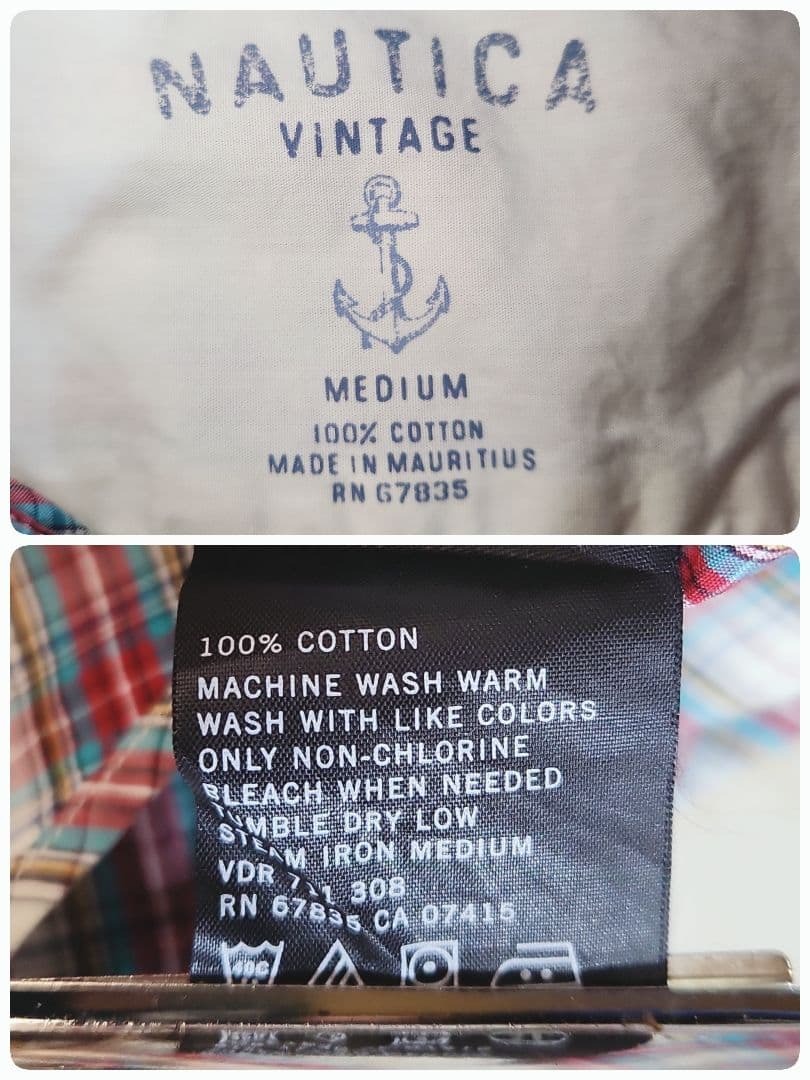 NAUTICA
VINTAGE
MEDIUM
100% COTTON
MADE IN MAURITIUS
RN 67835
100% COTTON
MACHINE WASH WARM
WASH WITH LIKE COLORS
ONLY NON-CHLORINE
BLEACH WHEN NEEDED
TUMBLE DRY LOW
STEAM IRON MEDIUM
VDR 308
RN 67835 CA 07415